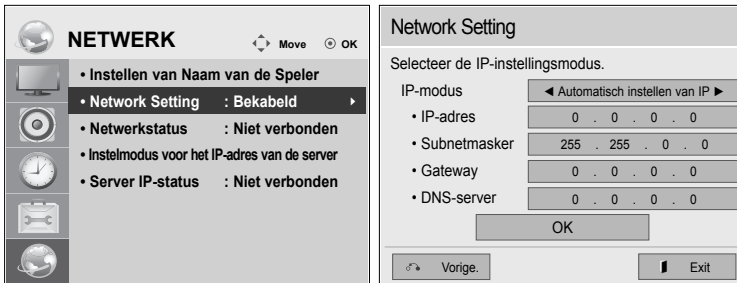 NETWERK Move OK
• Instellen van Naam van de Speler
• Network Setting : Bekabeld
• Netwerkstatus : Niet verbonden
• Instelmodus voor het IP-adres van de server
• Server IP-status : Niet verbonden
Network Setting
Selecteer de IP-instellingsmodus.
IP-modus ◄ Automatisch instellen van IP ►
• IP-adres 0 . 0 . 0 . 0
• Subnetmasker 255 . 255 . 0 . 0
• Gateway 0 . 0 . 0 . 0
• DNS-server 0 . 0 . 0 . 0
OK
Vorige. Exit